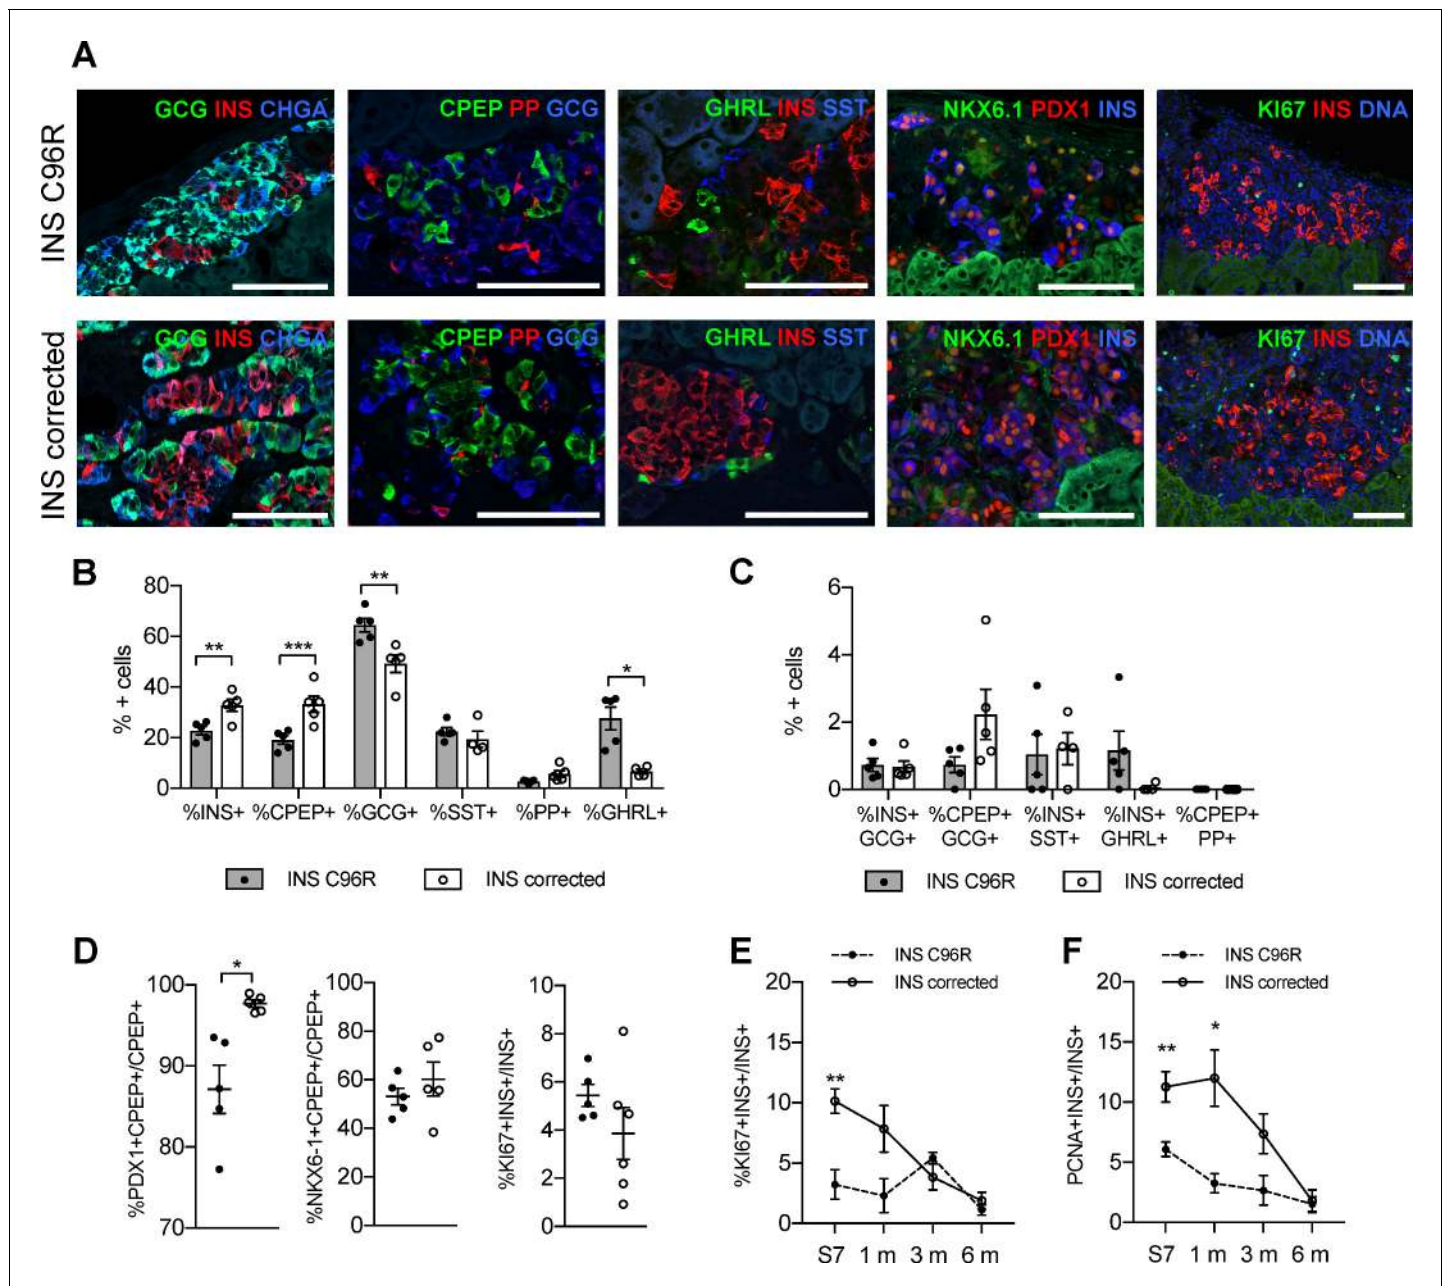 A
INS C96R
GCG INS CHGA
CPEP PP GCG
GHRL INS SST
NKX6.1 PDX1 INS
KI67 INS DNA
INS corrected
GCG INS CHGA
CPEP PP GCG
GHRL INS SST
NKX6.1 PDX1 INS
KI67 INS DNA
B
% + cells
80
60
40
20
0
**
***
**
*
%INS+ %CPEP+ %GCG+ %SST+ %PP+ %GHRL+
INS C96R INS corrected
C
% + cells
6
4
2
0
%INS+ %CPEP+ %INS+ %INS+ %CPEP+
GCG+ GCG+ SST+ GHRL+ PP+
INS C96R INS corrected
D
%PDX1+CPEP+/CPEP+
100
90
80
70
*
%NKX6-1+CPEP+/CPEP+
100
80
60
40
20
0
%KI67+INS+/INS+
10
8
6
4
2
0
E
INS C96R
INS corrected
%KI67+INS+/INS+
20
15
10
5
0
**
S7 1 m 3 m 6 m
F
INS C96R
INS corrected
PCNA+INS+/INS+
20
15
10
5
0
**
*
S7 1 m 3 m 6 m